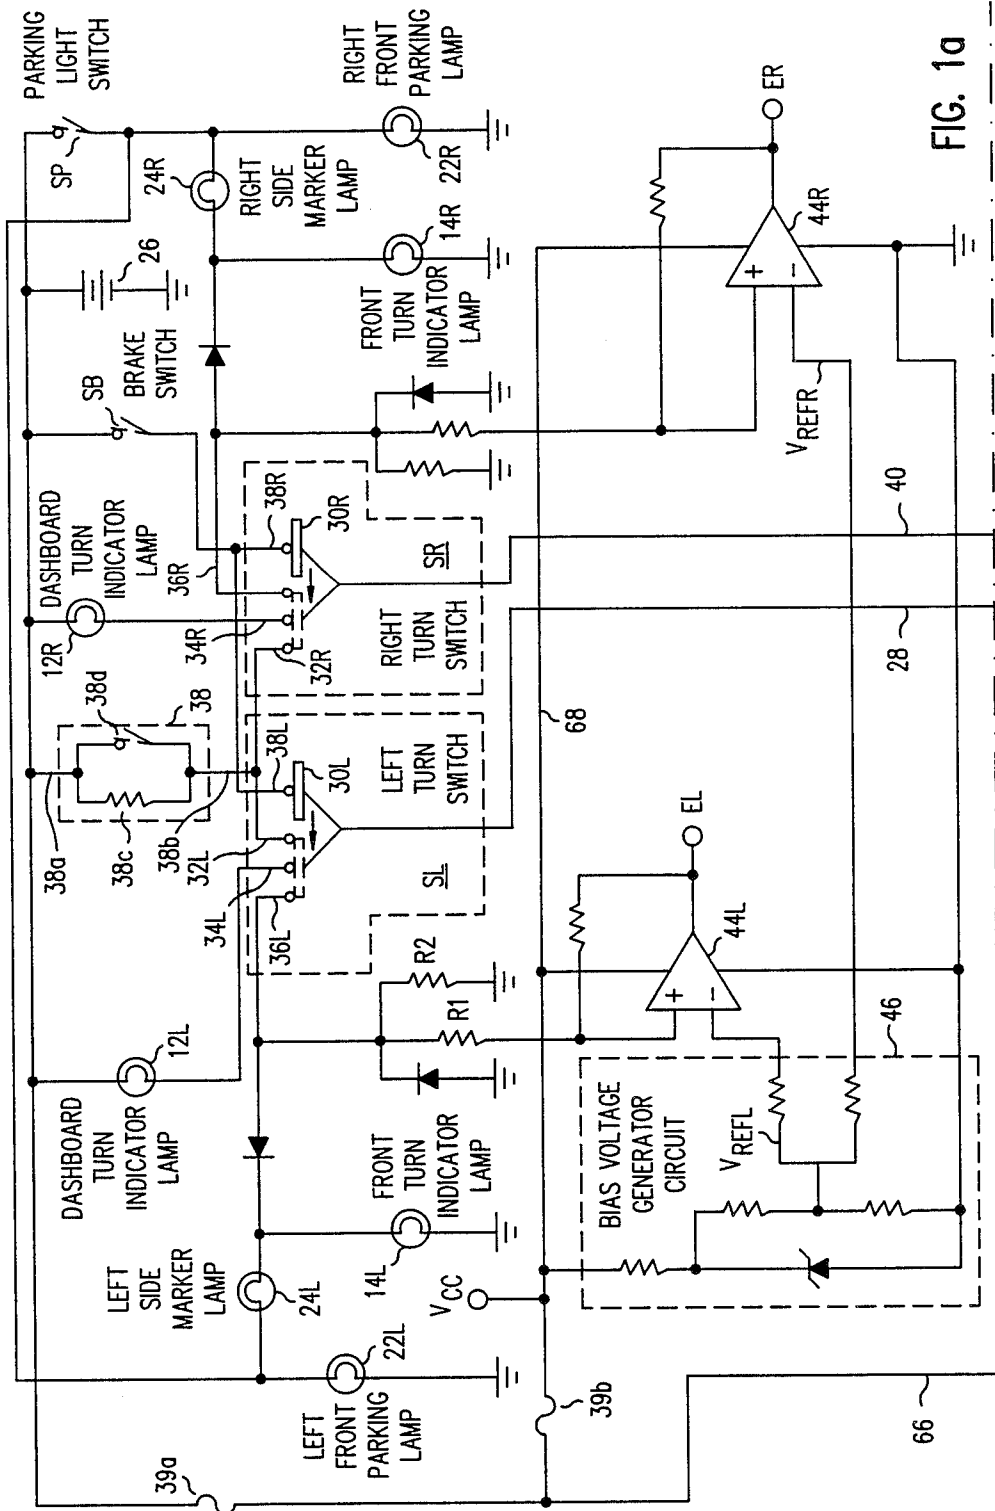 PARKING
LIGHT
SWITCH
SP
26
BRAKE
SWITCH
SB
DASHBOARD
TURN
INDICATOR
LAMP
12R
38a
38c
38d
38
38b
DASHBOARD
TURN
INDICATOR
LAMP
12L
39a
24R
RIGHT
SIDE
MARKER
LAMP
RIGHT
FRONT
PARKING
LAMP
22R
14R
FRONT
TURN
INDICATOR
LAMP
36R
34R
32R
38R
30R
SR
RIGHT
TURN
SWITCH
32L
34L
36L
38L
30L
SL
LEFT
TURN
SWITCH
R2
R1
FRONT
TURN
INDICATOR
LAMP
14L
LEFT
SIDE
MARKER
LAMP
24L
22L
LEFT
FRONT
PARKING
LAMP
VCC
39b
66
68
28
40
+
−
44R
ER
VREFR
+
−
44L
EL
46
BIAS VOLTAGE
GENERATOR
CIRCUIT
VREFL
FIG. 1a